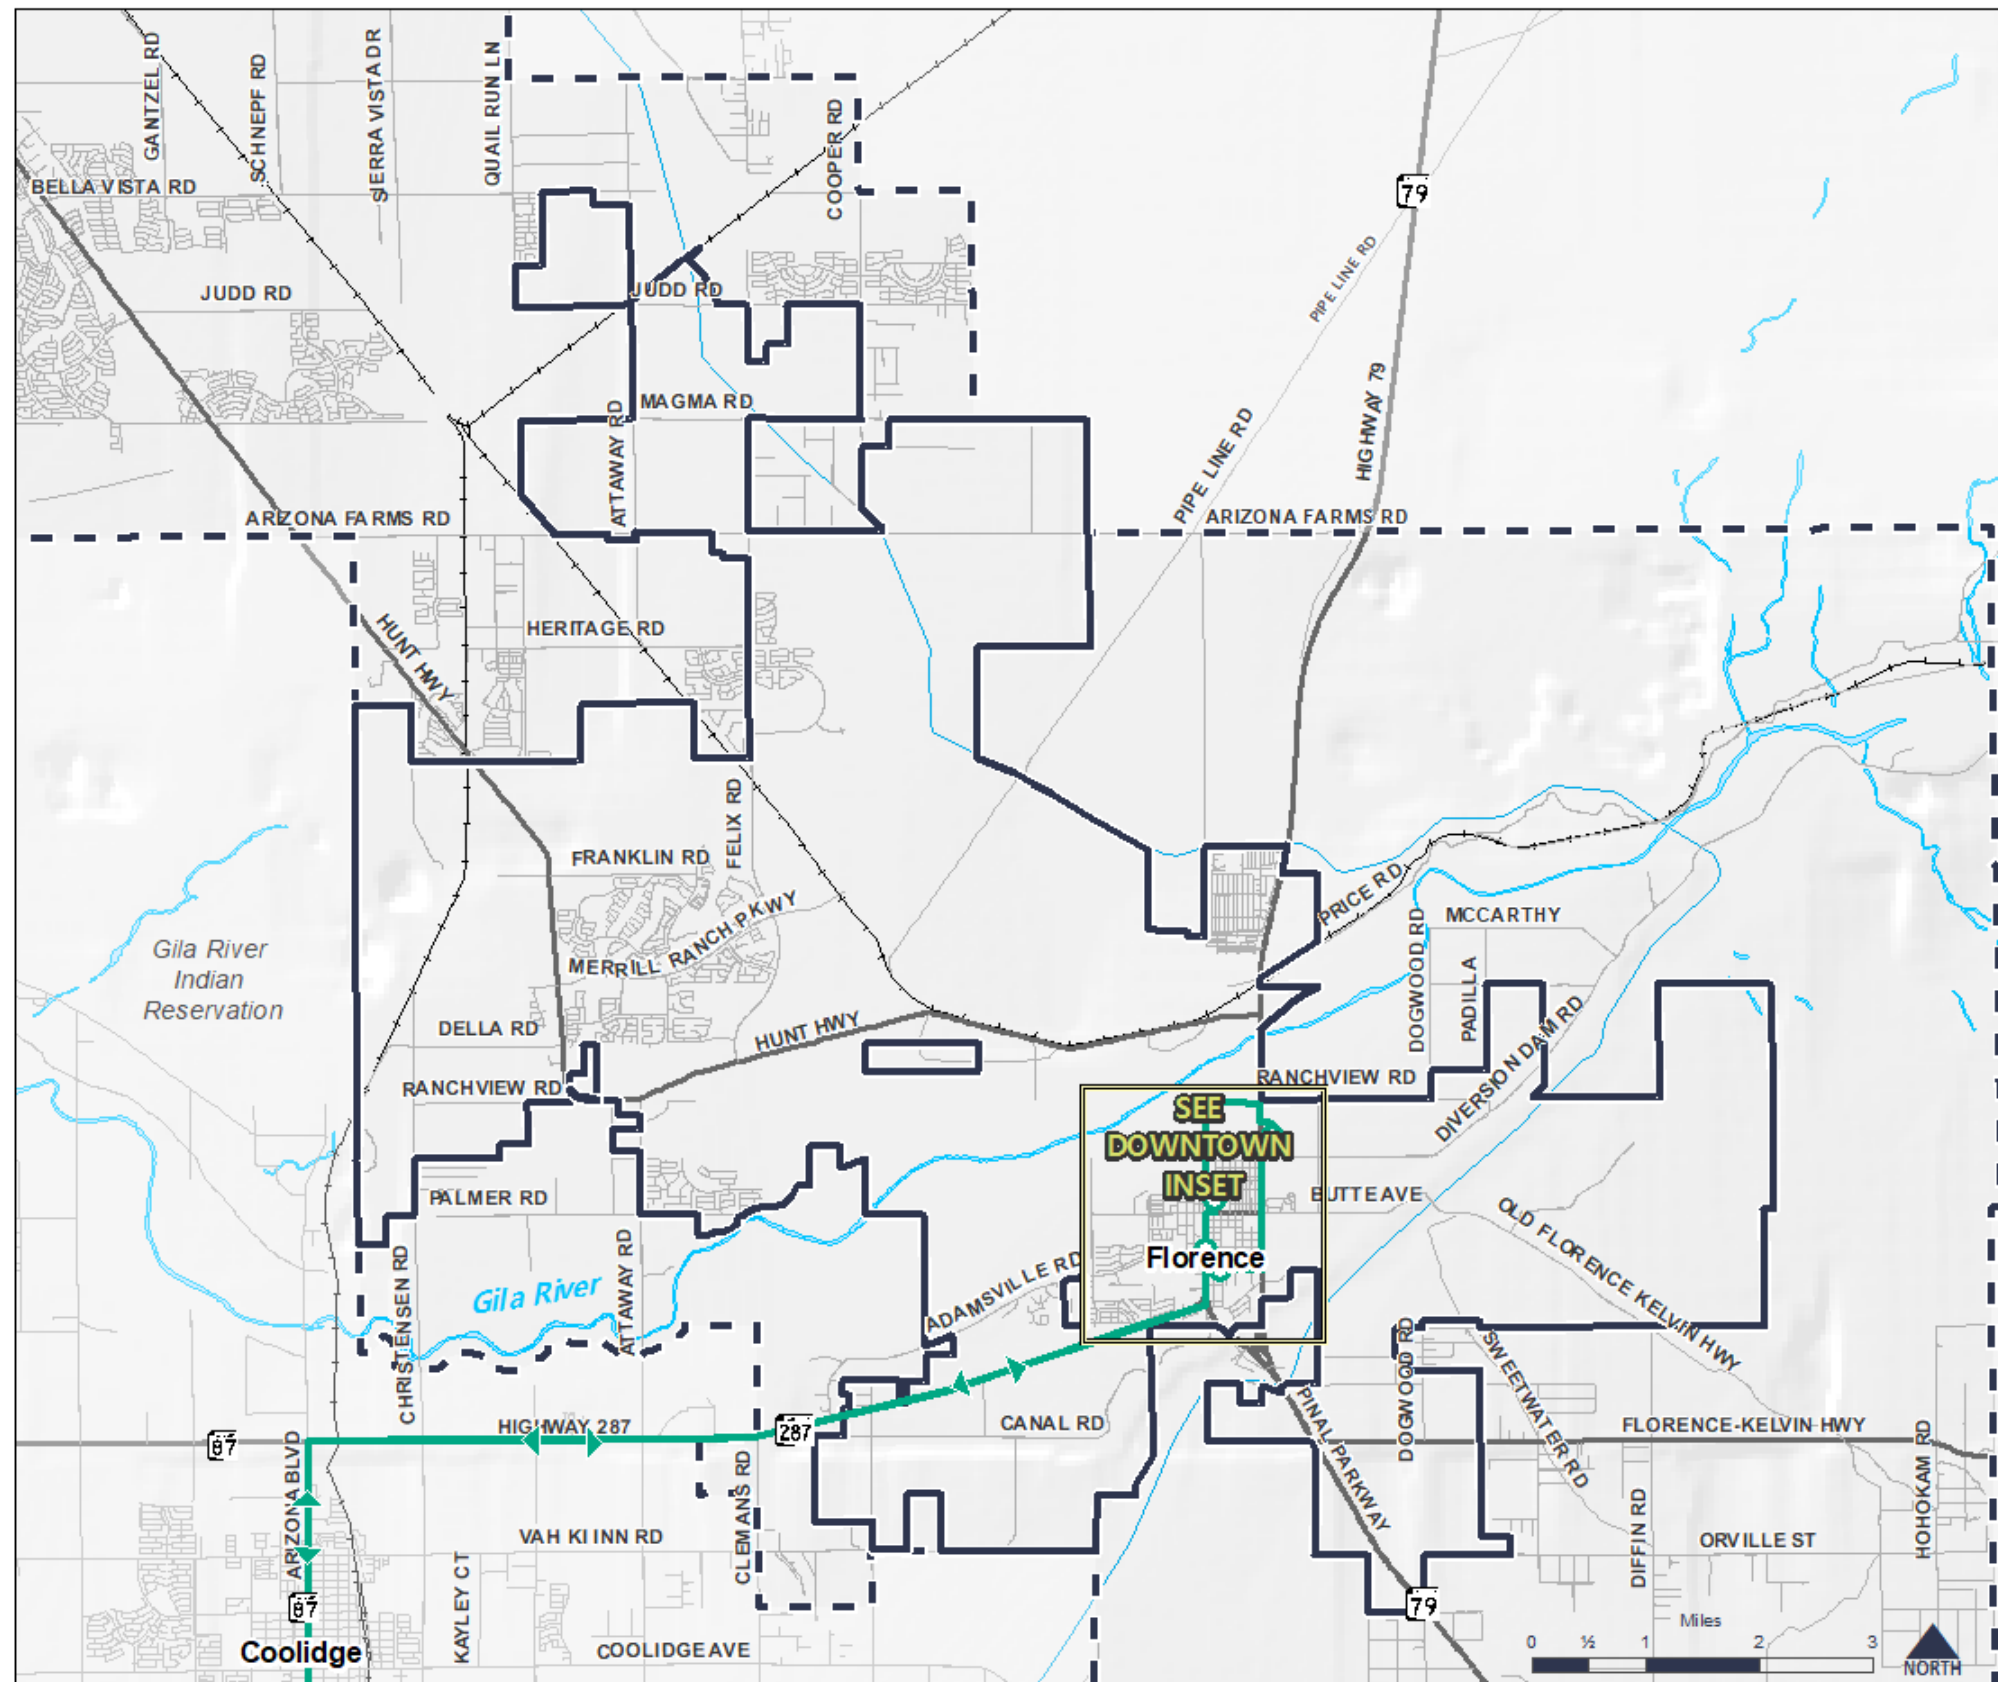 GANTZEL RD
SCHNEPF RD
SIERRA VISTA DR
QUAIL RUN LN
COOPER RD
BELLA VISTA RD
79
PIPE LINE RD
JUDD RD
JUDD RD
HIGHWAY 79
MAGMA RD
ATTAWAY RD
PIPE LINE RD
ARIZONA FARMS RD
ARIZONA FARMS RD
HERITAGE RD
HUNT HWY
FELIX RD
FRANKLIN RD
MERRILL RANCH PKWY
PRICE RD
MCCARTHY
DOGWOOD RD
PADILLA
Gila River
Indian
Reservation
DELLA RD
HUNT HWY
DIVERSION DAM RD
RANCHVIEW RD
RANCHVIEW RD
SEE
DOWNTOWN
INSET
PALMER RD
BUTTE AVE
OLD FLORENCE KELVIN HWY
Florence
ADAMSVILLE RD
Gila River
CHRISTENSEN RD
ATTAWAY RD
DOGWOOD RD
SWEETWATER RD
HIGHWAY 287
287
87
CANAL RD
PINAL PARKWAY
FLORENCE-KELVIN HWY
HOHOKAM RD
ARIZONA BLVD
CLEMANS RD
VAH KI INN RD
DIFFIN RD
ORVILLE ST
KAYLEY CT
87
79
Coolidge
COOLIDGE AVE
Miles
0 ½ 1 2 3
NORTH